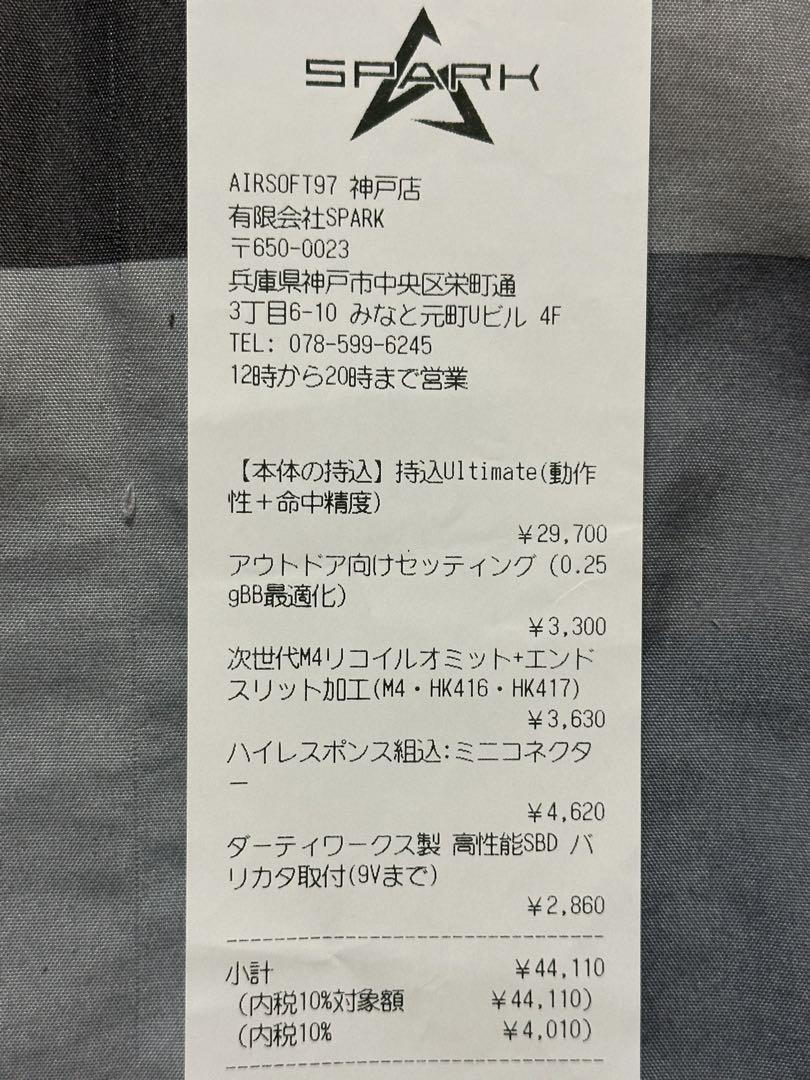 SPARK
AIRSOFT97 神戸店
有限会社SPARK
〒650-0023
兵庫県神戸市中央区栄町通
3丁目6-10 みなと元町Uビル 4F
TEL: 078-599-6245
12時から20時まで営業
【本体の持込】持込Ultimate(動作
性＋命中精度)
￥29,700
アウトドア向けセッティング (0.25
gBB最適化)
￥3,300
次世代M4リコイルオミット+エンド
スリット加工(M4・HK416・HK417)
￥3,630
ハイレスポンス組込:ミニコネクタ
ー
￥4,620
ダーティワークス製 高性能SBD バ
リカタ取付(9Vまで)
￥2,860
小計 ￥44,110
(内税10%対象額 ￥44,110)
(内税10% ￥4,010)